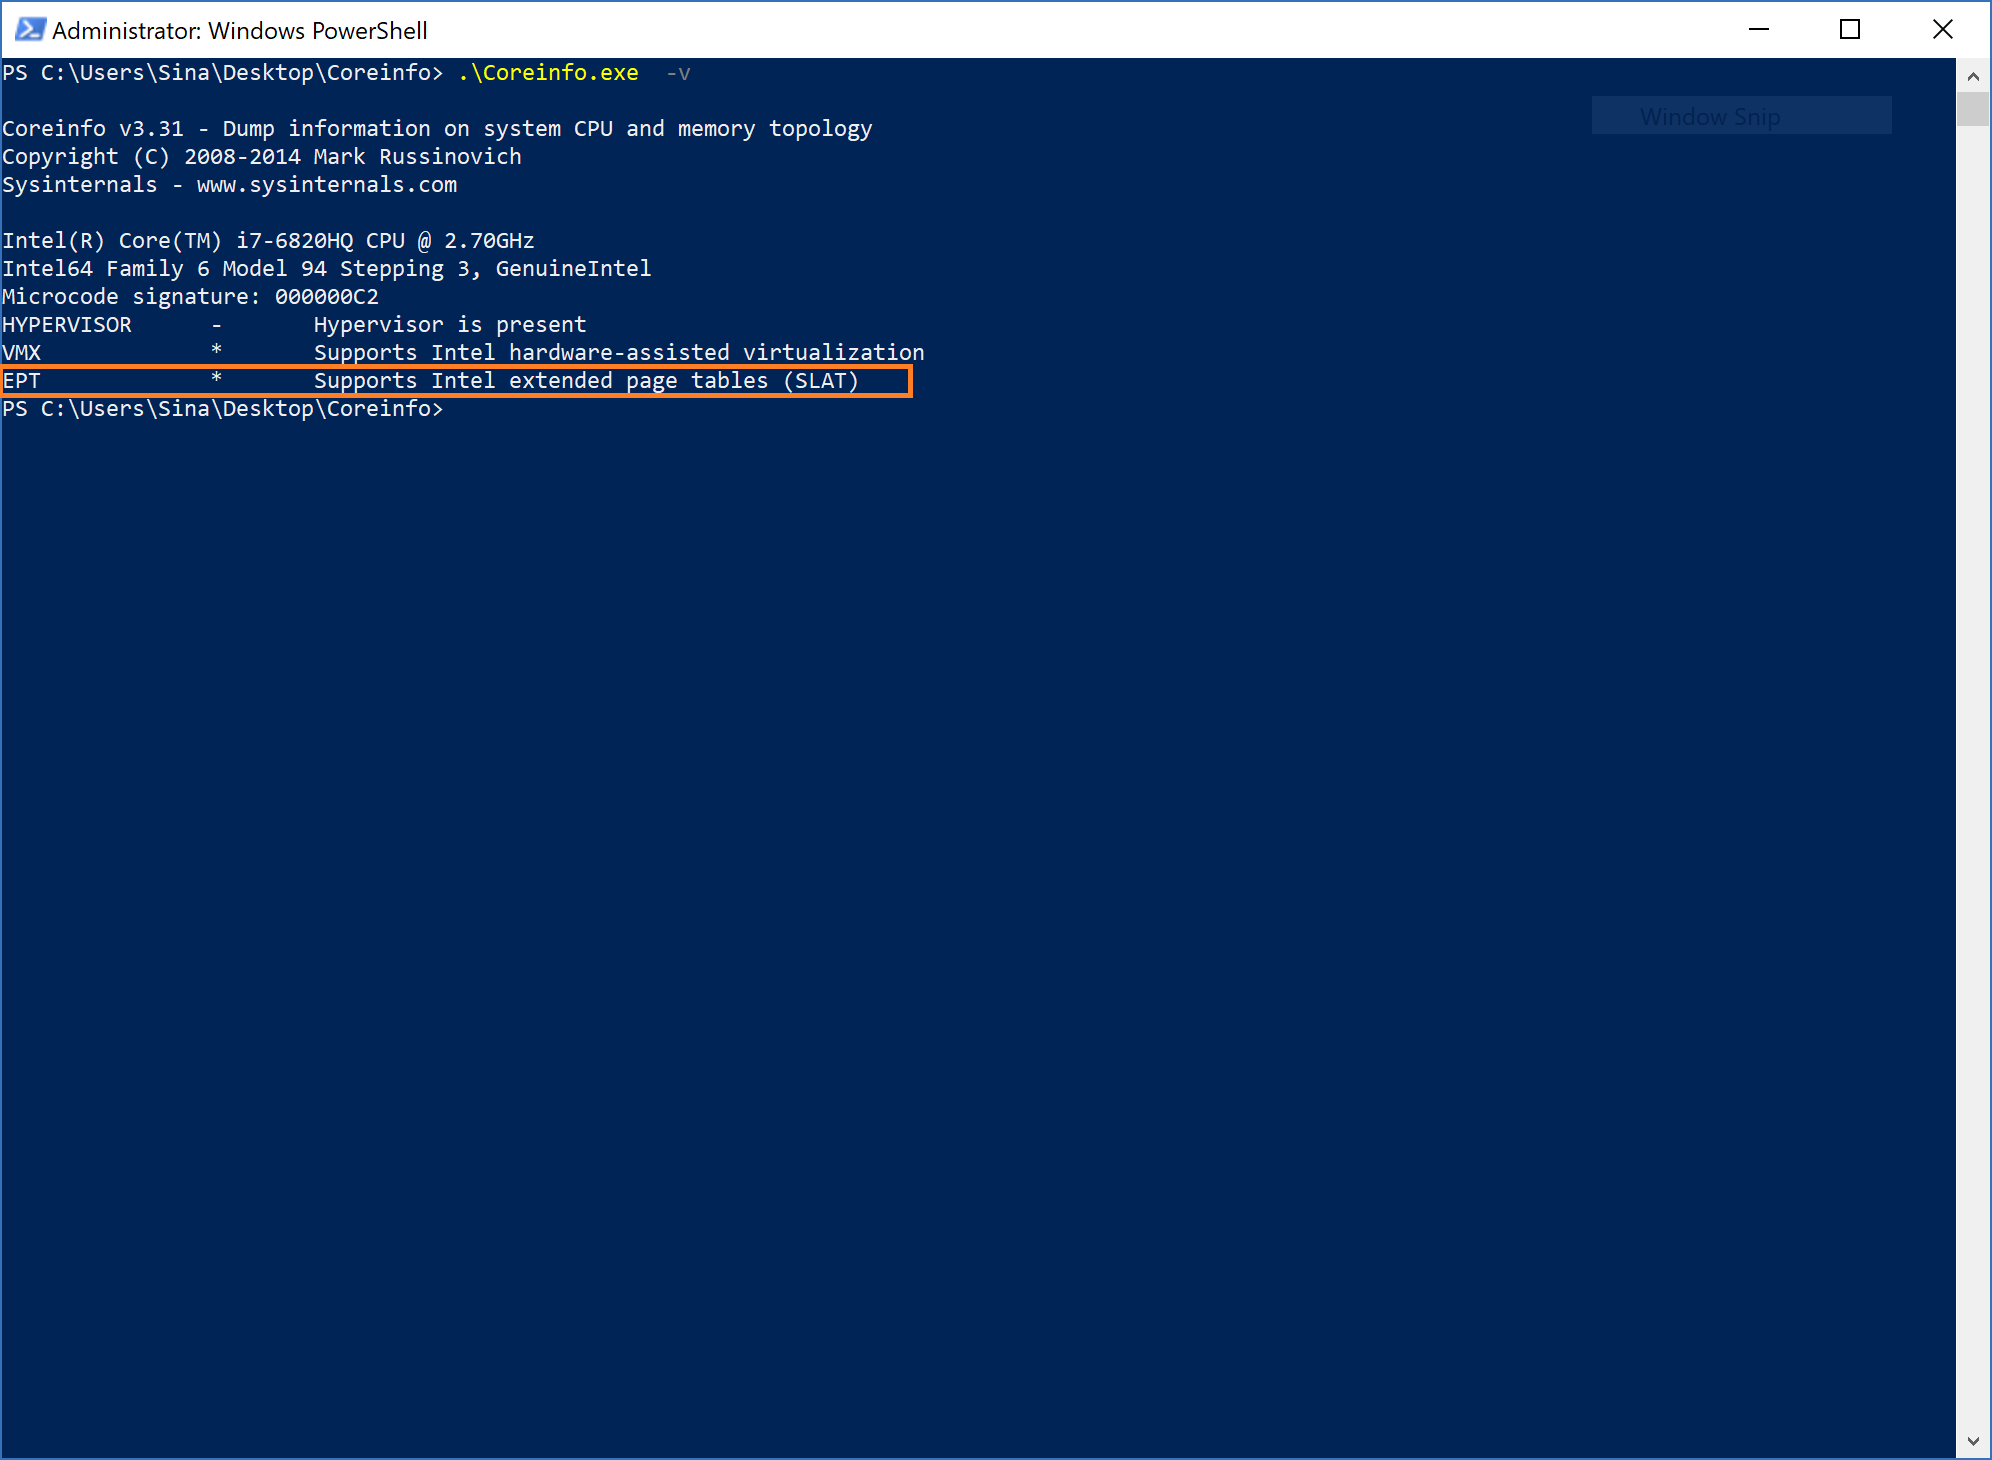 Administrator: Windows PowerShell
PS C:\Users\Sina\Desktop\Coreinfo> .\Coreinfo.exe  -v
Window Snip
Coreinfo v3.31 - Dump information on system CPU and memory topology
Copyright (C) 2008-2014 Mark Russinovich
Sysinternals - www.sysinternals.com
Intel(R) Core(TM) i7-6820HQ CPU @ 2.70GHz
Intel64 Family 6 Model 94 Stepping 3, GenuineIntel
Microcode signature: 000000C2
HYPERVISOR      -       Hypervisor is present
VMX             *       Supports Intel hardware-assisted virtualization
EPT             *       Supports Intel extended page tables (SLAT)
PS C:\Users\Sina\Desktop\Coreinfo>